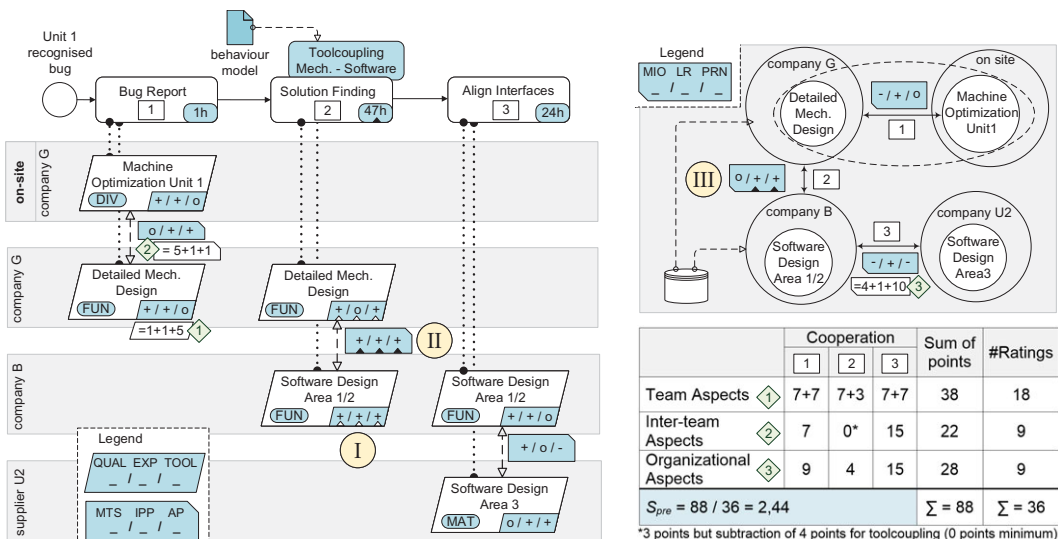 Unit 1
recognised
bug
behaviour
model
Toolcoupling
Mech. - Software
Bug Report
1
1h
Solution Finding
2
47h
Align Interfaces
3
24h
on-site
company G
Machine
Optimization Unit 1
DIV
+ / + / o
o / + / +
2
= 5+1+1
company G
Detailed Mech.
Design
FUN
+ / + / o
=1+1+5
1
Detailed Mech.
Design
FUN
+ / o / +
+ / + / +
II
company B
Software Design
Area 1/2
FUN
+ / + / +
I
Software Design
Area 1/2
FUN
+ / + / o
+ / o / -
supplier U2
Software Design
Area 3
MAT
o / + / +
Legend
QUAL EXP TOOL
_ / _ / _
MTS IPP AP
_ / _ / _
Legend
MIO LR PRN
_ / _ / _
company G
Detailed
Mech.
Design
- / + / o
1
on site
Machine
Optimization
Unit1
III
o / + / +
2
company B
Software
Design
Area 1/2
3
- / + / -
=4+1+10
3
company U2
Software
Design
Area3
Cooperation
Sum of
points
#Ratings
1 2 3
Team Aspects 1 7+7 7+3 7+7 38 18
Inter-team
Aspects 2 7 0* 15 22 9
Organizational
Aspects 3 9 4 15 28 9
Spre = 88 / 36 = 2,44 ∑ = 88 ∑ = 36
*3 points but subtraction of 4 points for toolcoupling (0 points minimum)